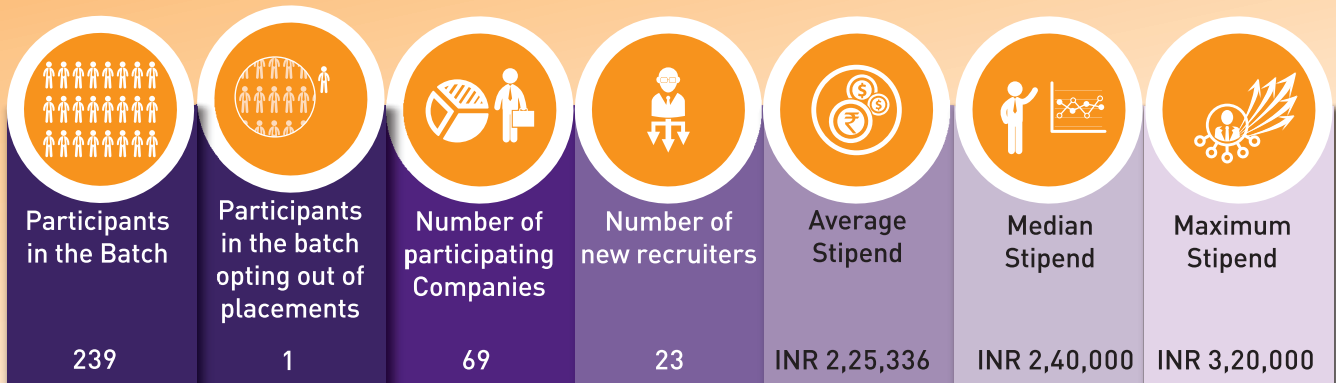 Participants
in the Batch
239
Participants
in the batch
opting out of
placements
1
Number of
participating
Companies
69
Number of
new recruiters
23
Average
Stipend
INR 2,25,336
Median
Stipend
INR 2,40,000
Maximum
Stipend
INR 3,20,000